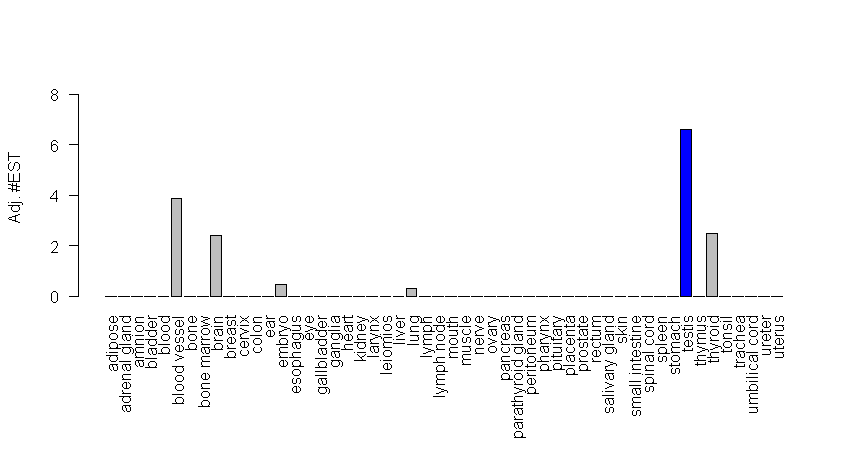 8
6
4
2
0
Adj. #EST
adipose
adrenal gland
amnion
bladder
blood
blood vessel
bone
bone marrow
brain
breast
cervix
colon
ear
embryo
esophagus
eye
gallbladder
ganglia
heart
kidney
larynx
leiomios
liver
lung
lymph
lymph node
mouth
muscle
nerve
ovary
pancreas
parathyroid gland
peritoneum
pharynx
pituitary
placenta
prostate
rectum
salivary gland
skin
small intestine
spinal cord
spleen
stomach
testis
thymus
thyroid
tonsil
trachea
umbilical cord
ureter
uterus